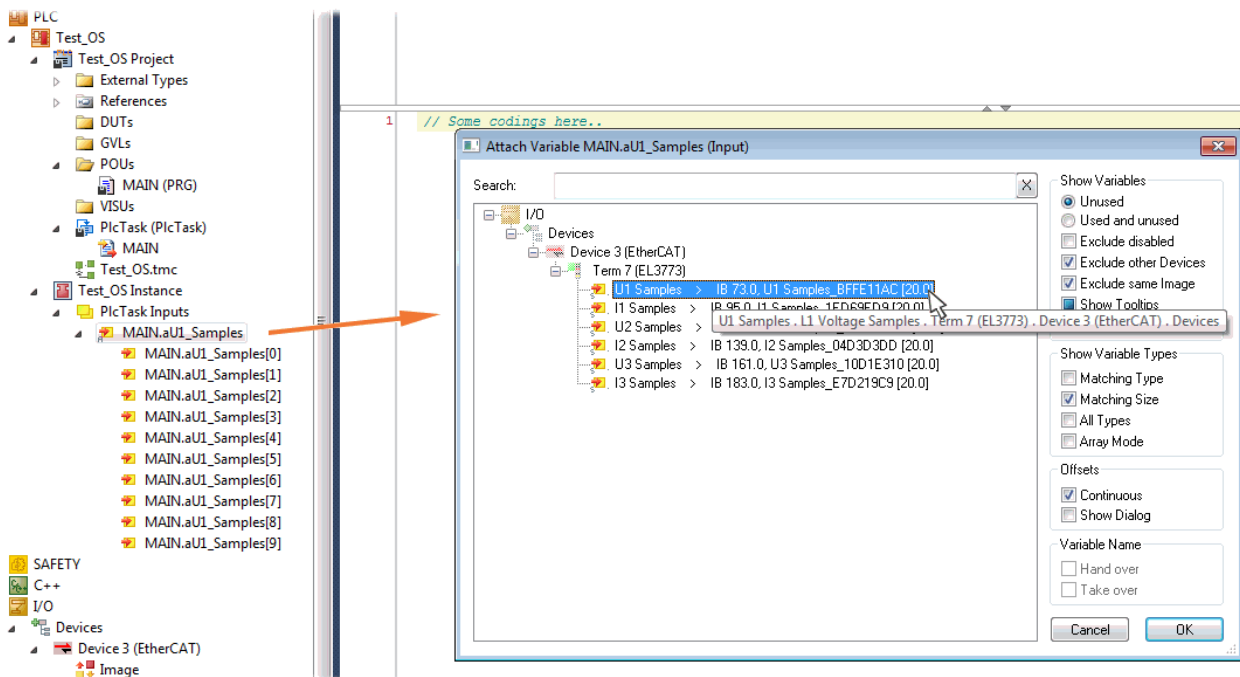 PLC
Test_OS
Test_OS Project
External Types
References
DUTs
GVLs
POUs
MAIN (PRG)
VISUs
PlcTask (PlcTask)
MAIN
Test_OS.tmc
Test_OS Instance
PlcTask Inputs
MAIN.aU1_Samples
MAIN.aU1_Samples[0]
MAIN.aU1_Samples[1]
MAIN.aU1_Samples[2]
MAIN.aU1_Samples[3]
MAIN.aU1_Samples[4]
MAIN.aU1_Samples[5]
MAIN.aU1_Samples[6]
MAIN.aU1_Samples[7]
MAIN.aU1_Samples[8]
MAIN.aU1_Samples[9]
SAFETY
C++
I/O
Devices
Device 3 (EtherCAT)
Image
1 // Some codings here..
Attach Variable MAIN.aU1_Samples (Input)
Search:
I/O
Devices
Device 3 (EtherCAT)
Term 7 (EL3773)
U1 Samples > IB 73.0, U1 Samples_BFFE11AC [20.0]
I1 Samples > IB 95.0, I1 Samples_1FD69ED9 [20.0]
U2 Samples >
U1 Samples . L1 Voltage Samples . Term 7 (EL3773) . Device 3 (EtherCAT) . Devices
I2 Samples > IB 139.0, I2 Samples_04D3D3DD [20.0]
U3 Samples > IB 161.0, U3 Samples_10D1E310 [20.0]
I3 Samples > IB 183.0, I3 Samples_E7D219C9 [20.0]
Show Variables
Unused
Used and unused
Exclude disabled
Exclude other Devices
Exclude same Image
Show Tooltips
Show Variable Types
Matching Type
Matching Size
All Types
Array Mode
Offsets
Continuous
Show Dialog
Variable Name
Hand over
Take over
Cancel
OK